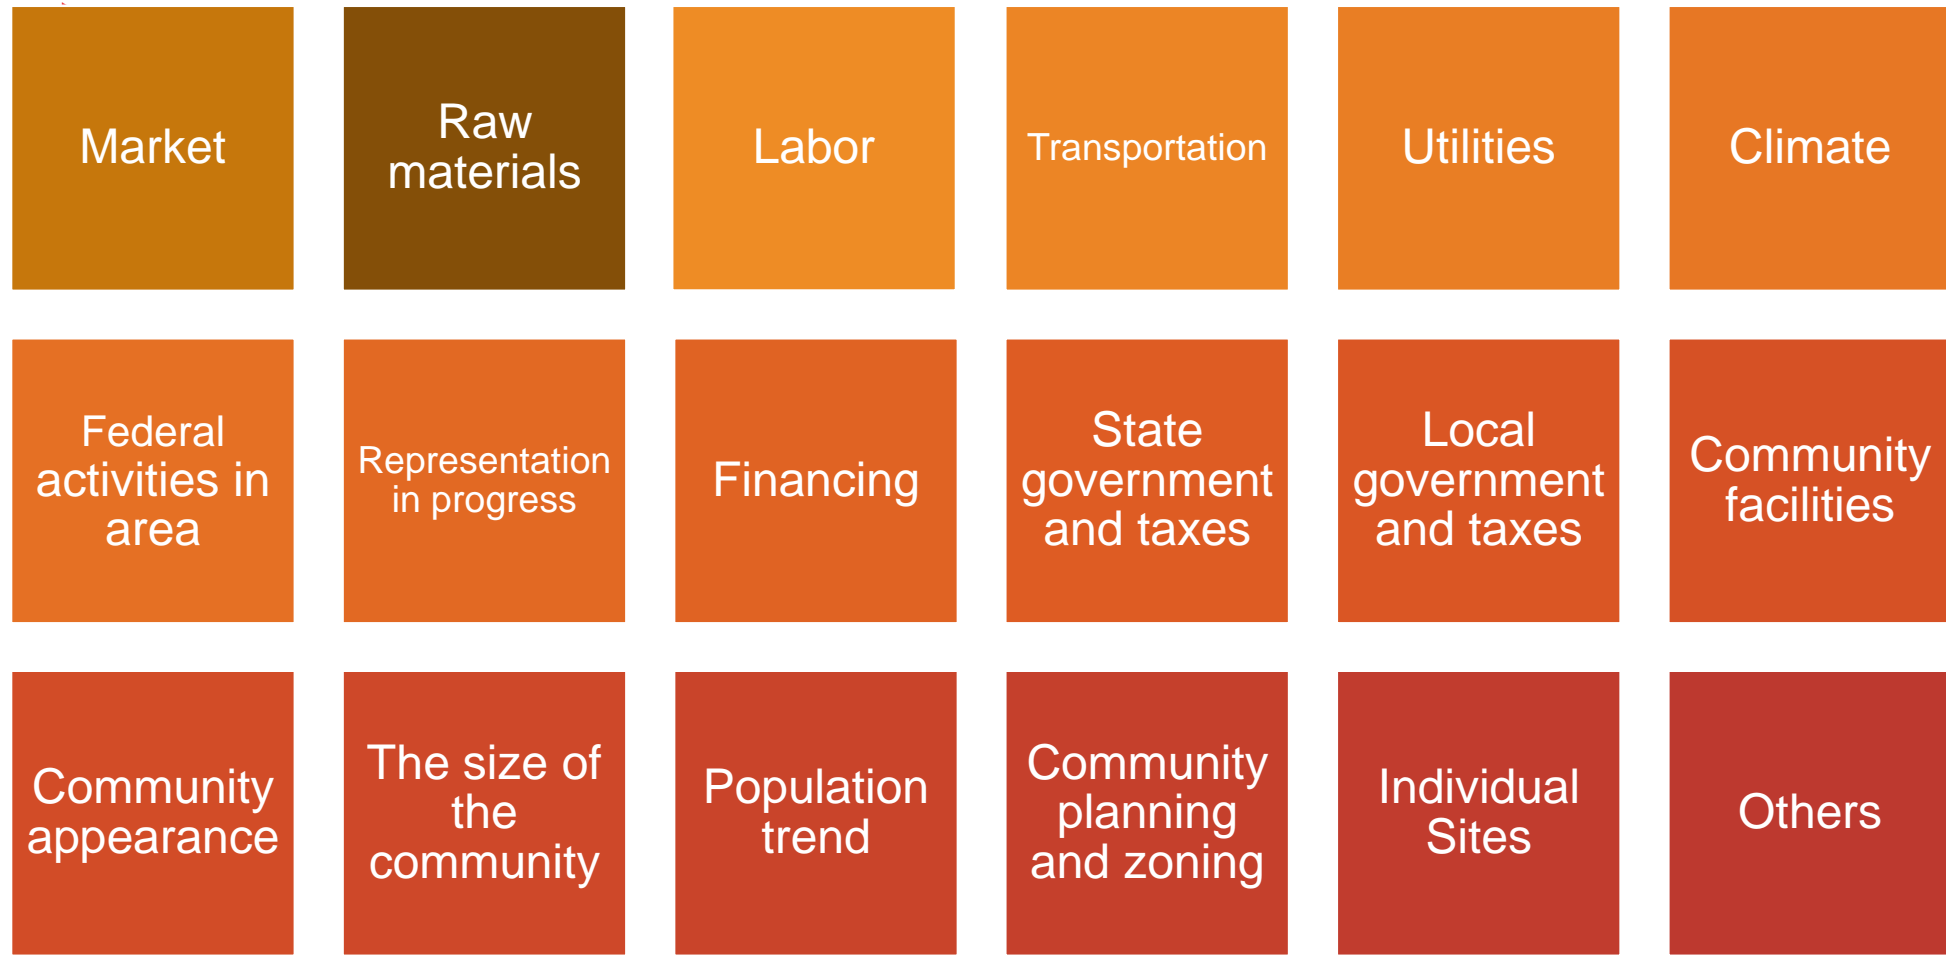 Market
Raw
materials
Labor
Transportation
Utilities
Climate
Federal
activities in
area
Representation
in progress
Financing
State
government
and taxes
Local
government
and taxes
Community
facilities
Community
appearance
The size of
the
community
Population
trend
Community
planning
and zoning
Individual
Sites
Others